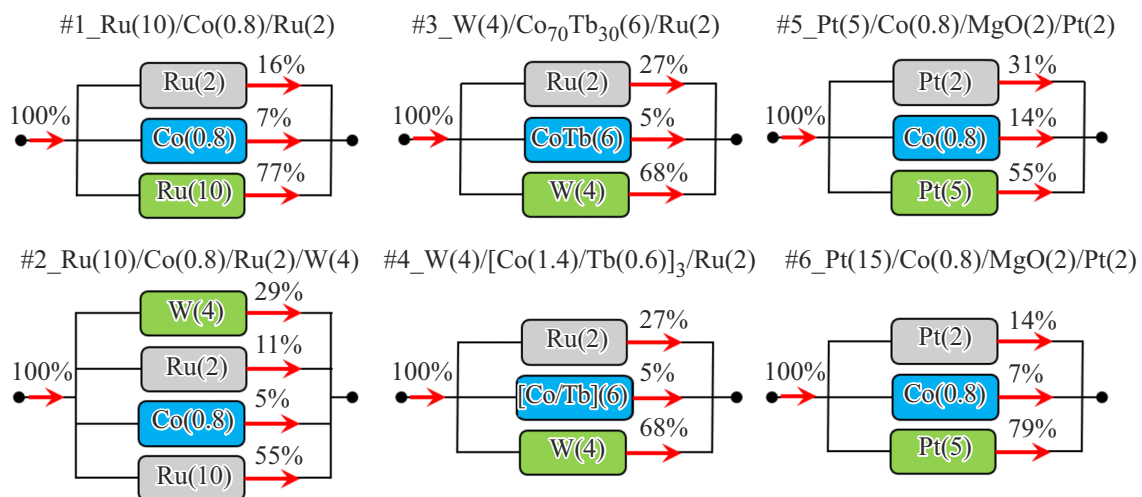 #1_Ru(10)/Co(0.8)/Ru(2)
16%
Ru(2)
100%
7%
Co(0.8)
77%
Ru(10)
#3_W(4)/Co₇₀Tb₃₀(6)/Ru(2)
27%
Ru(2)
100%
5%
CoTb(6)
68%
W(4)
#5_Pt(5)/Co(0.8)/MgO(2)/Pt(2)
31%
Pt(2)
100%
14%
Co(0.8)
55%
Pt(5)
#2_Ru(10)/Co(0.8)/Ru(2)/W(4)
29%
W(4)
11%
Ru(2)
100%
5%
Co(0.8)
55%
Ru(10)
#4_W(4)/[Co(1.4)/Tb(0.6)]₃/Ru(2)
27%
Ru(2)
100%
5%
[Co/Tb](6)
68%
W(4)
#6_Pt(15)/Co(0.8)/MgO(2)/Pt(2)
14%
Pt(2)
100%
7%
Co(0.8)
79%
Pt(5)